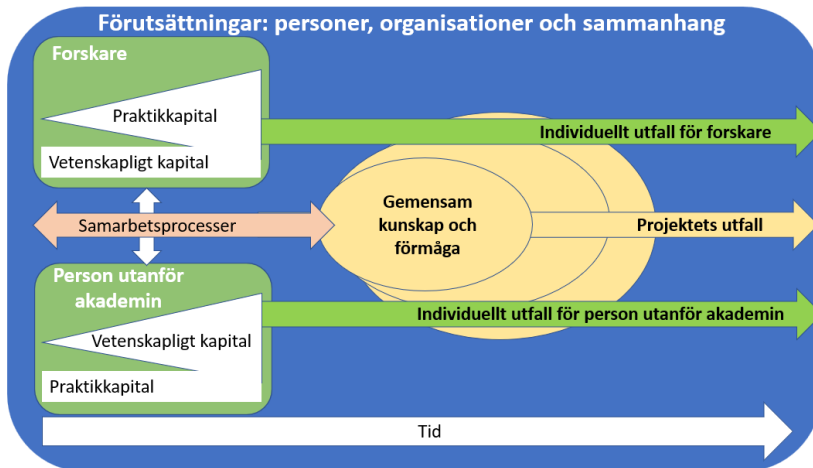 Förutsättningar: personer, organisationer och sammanhang
Forskare
Praktikkapital
Vetenskapligt kapital
Individuellt utfall för forskare
Samarbetsprocesser
Gemensam
kunskap och
förmåga
Projektets utfall
Person utanför
akademin
Vetenskapligt kapital
Praktikkapital
Individuellt utfall för person utanför akademin
Tid